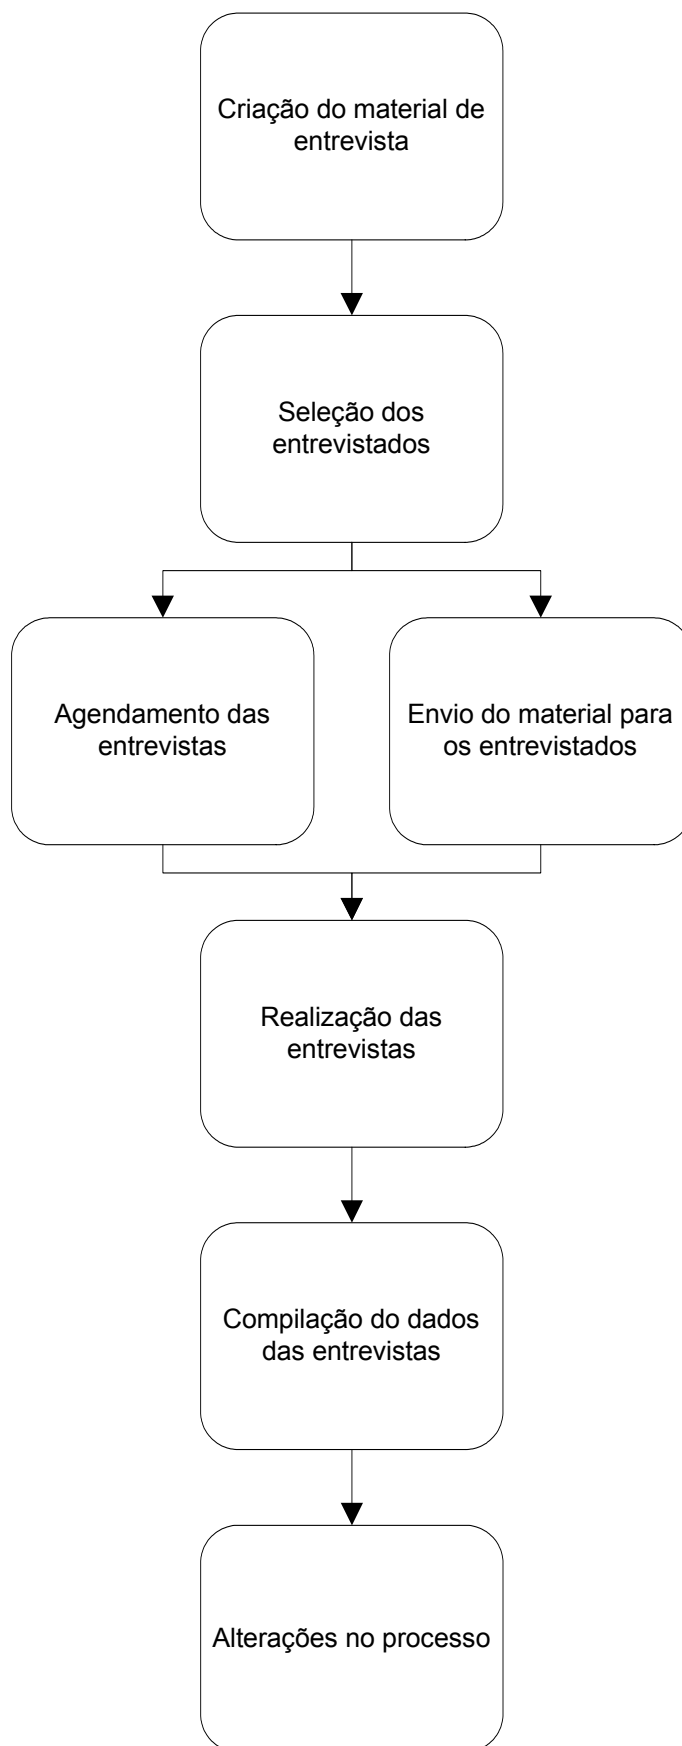 Criação do material de
entrevista
Seleção dos
entrevistados
Agendamento das
entrevistas
Envio do material para
os entrevistados
Realização das
entrevistas
Compilação do dados
das entrevistas
Alterações no processo